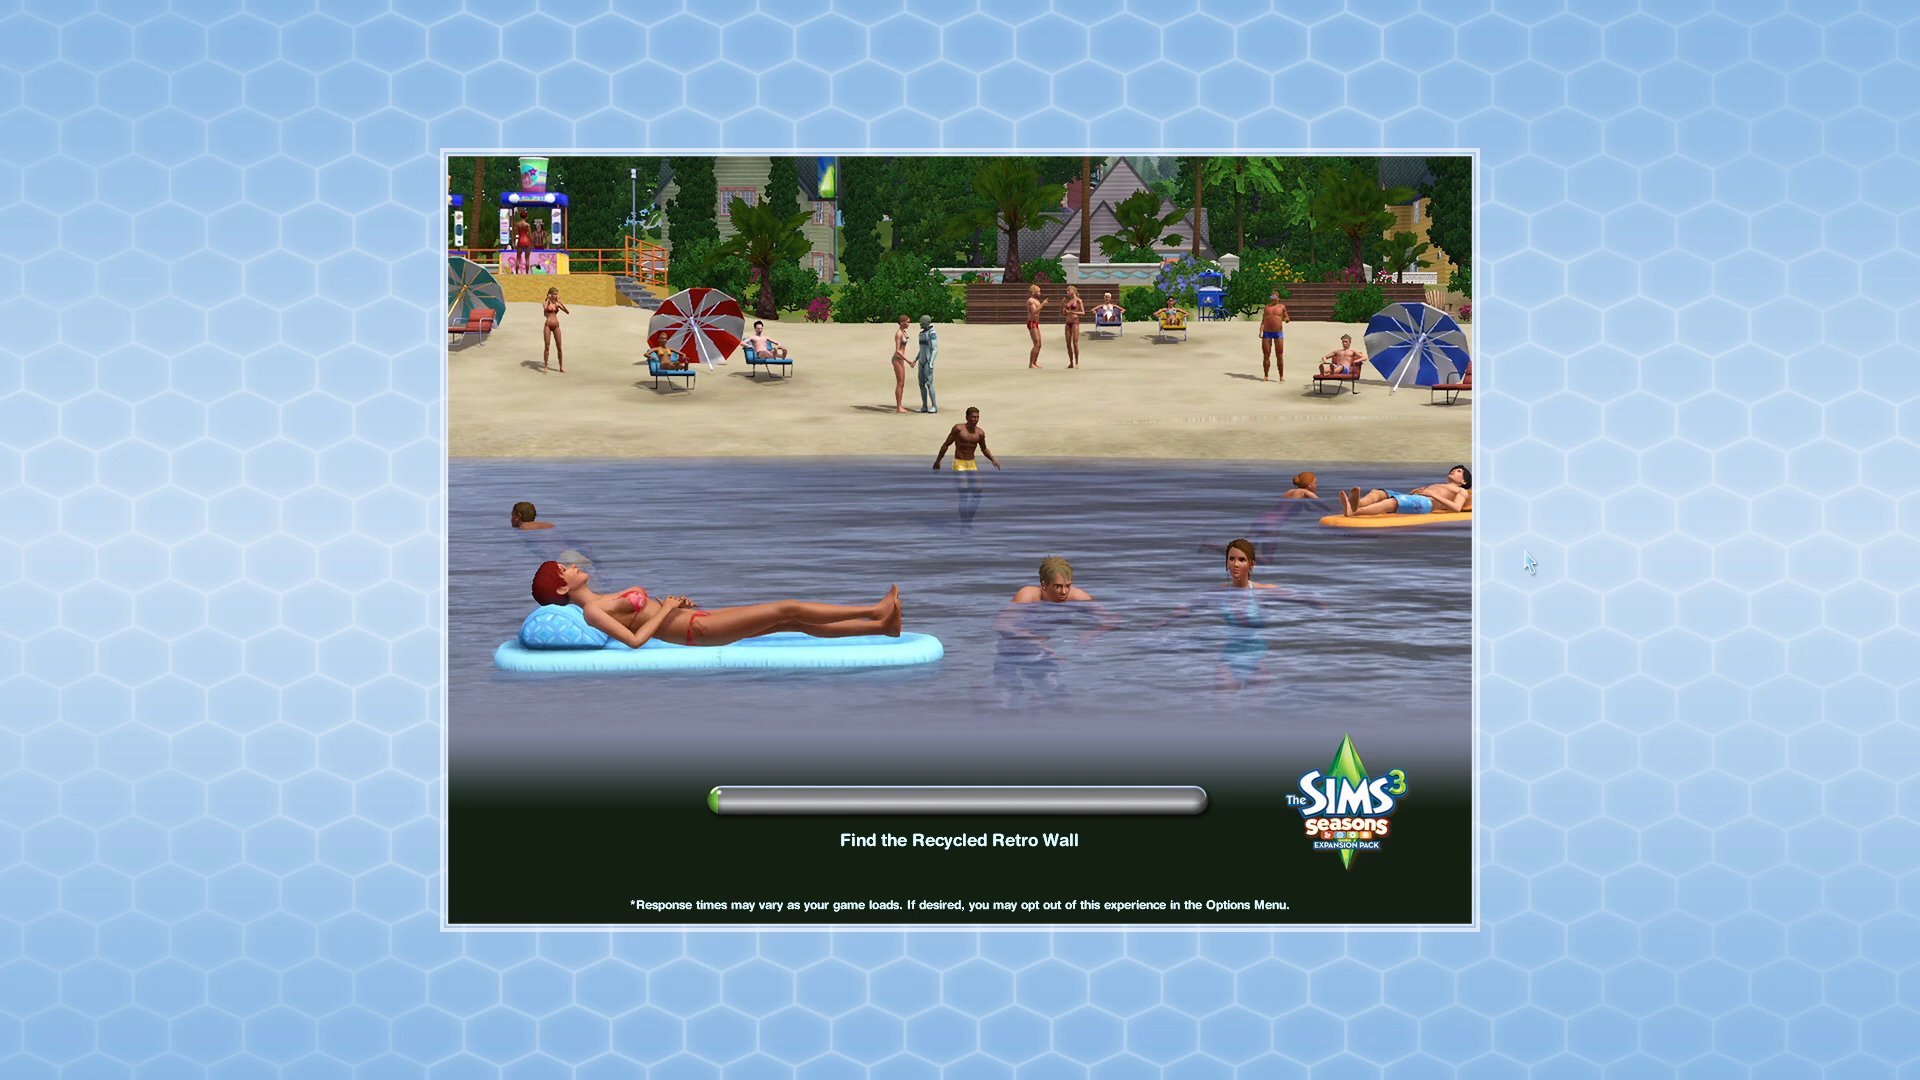 The SIMS 3
Seasons
EXPANSION PACK
Find the Recycled Retro Wall
*Response times may vary as your game loads. If desired, you may opt out of this experience in the Options Menu.